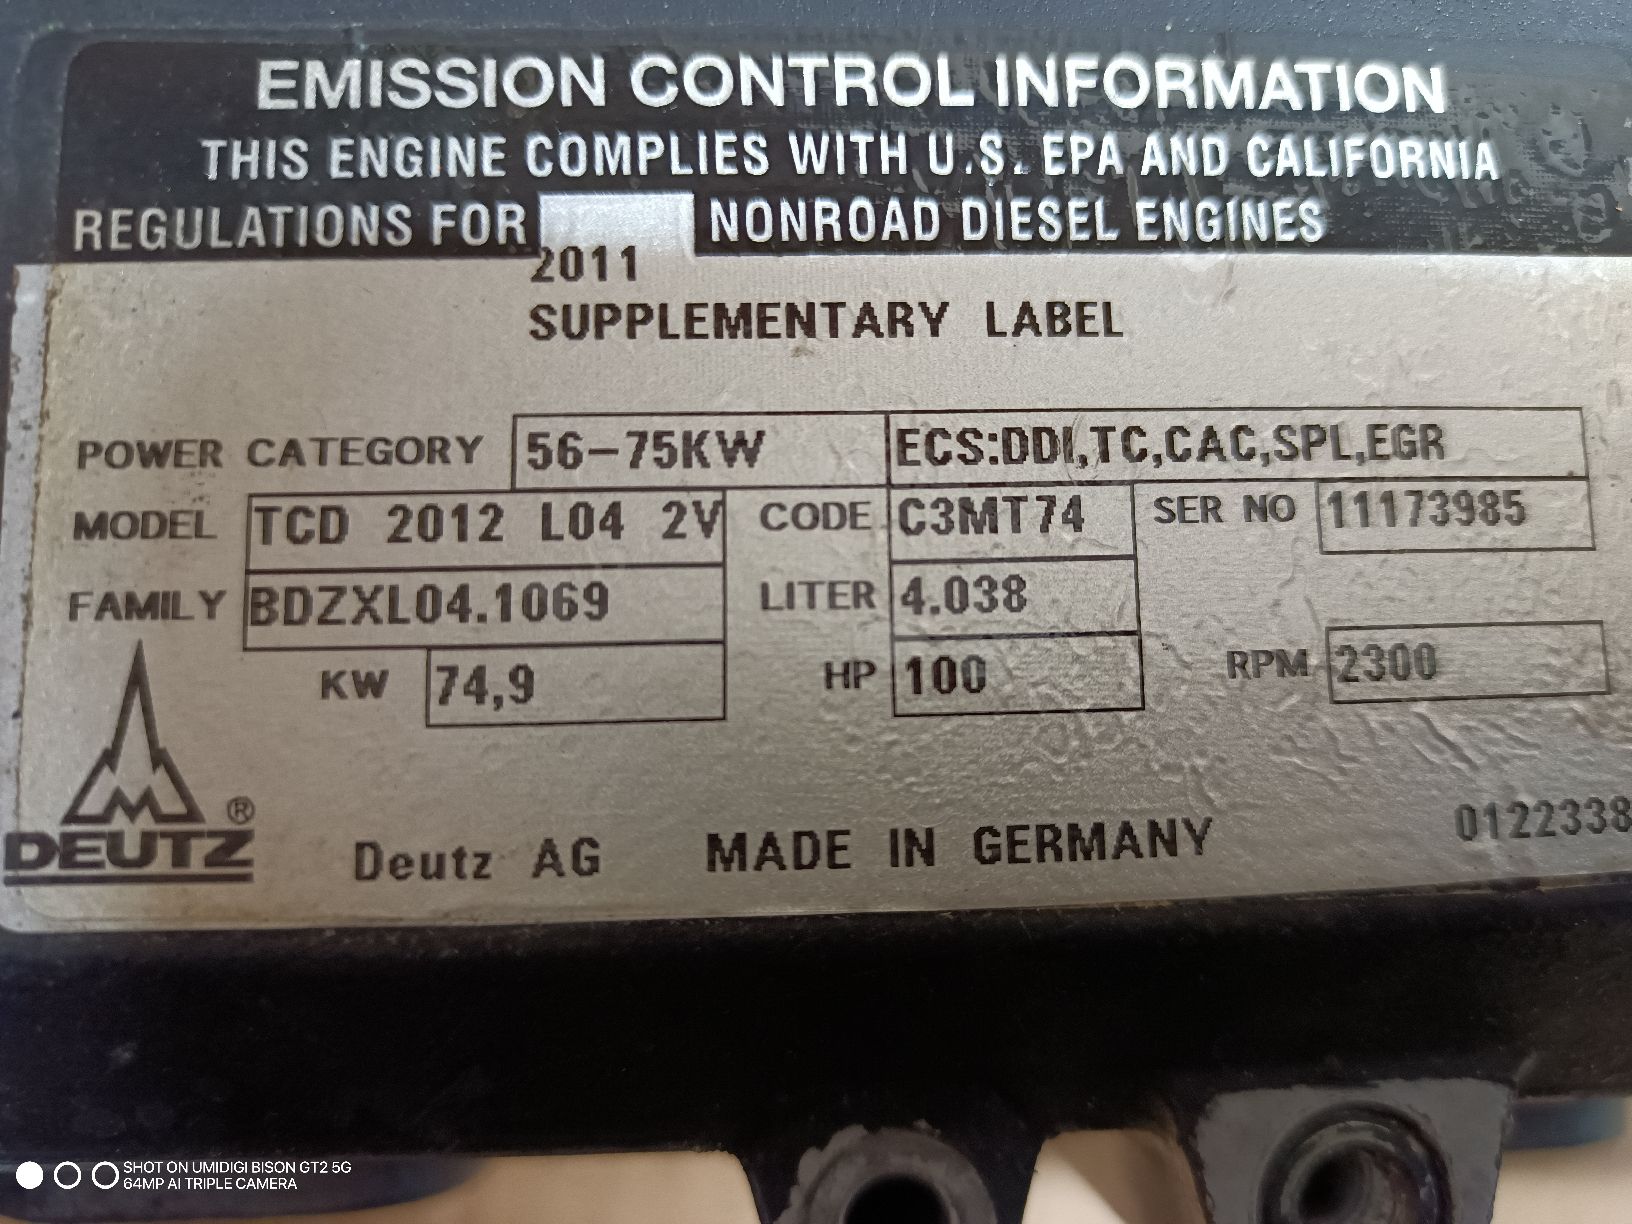 EMISSION CONTROL INFORMATION
THIS ENGINE COMPLIES WITH U.S. EPA AND CALIFORNIA
REGULATIONS FOR NONROAD DIESEL ENGINES
2011
SUPPLEMENTARY LABEL
POWER CATEGORY 56-75KW ECS:DDI,TC,CAC,SPL,EGR
MODEL TCD 2012 L04 2V CODE C3MT74 SER NO 11173985
FAMILY BDZXL04.1069 LITER 4.038
KW 74,9 HP 100 RPM 2300
DEUTZ ® Deutz AG MADE IN GERMANY 0122338
SHOT ON UMIDIGI BISON GT2 5G
64MP AI TRIPLE CAMERA